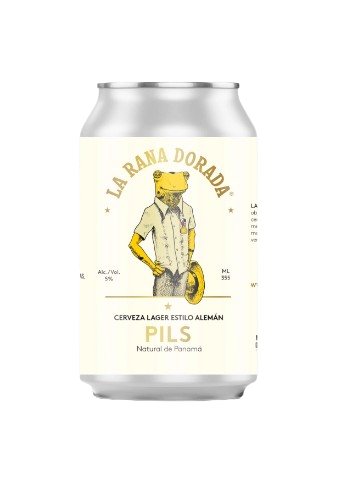 LA RANA DORADA®
Alc./Vol.
5%
ML
355
CERVEZA LAGER ESTILO ALEMÁN
PILS
Natural de Panamá